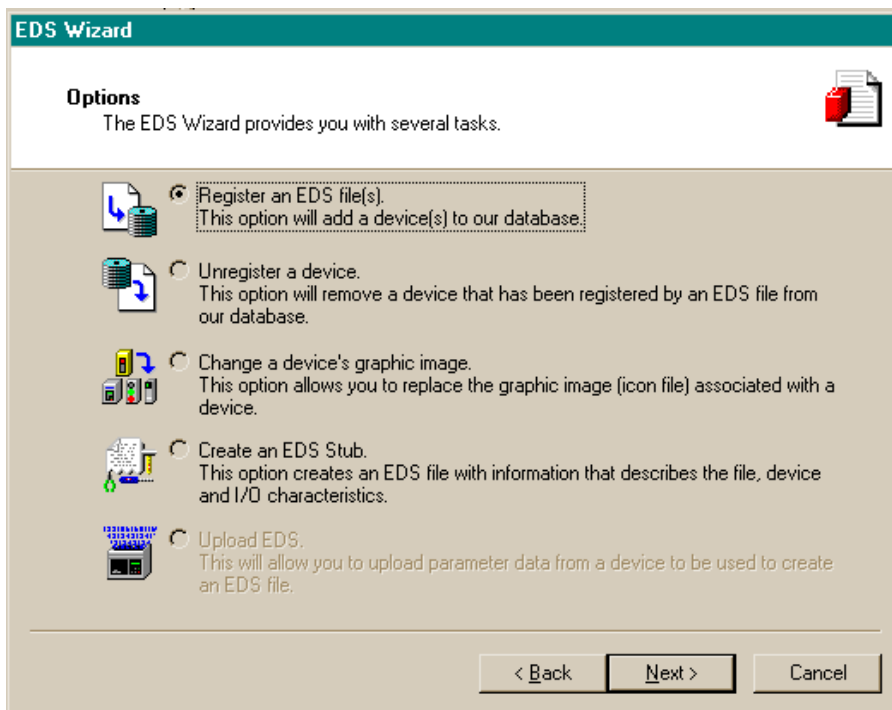 EDS Wizard
Options
The EDS Wizard provides you with several tasks.
Register an EDS file(s).
This option will add a device(s) to our database.
Unregister a device.
This option will remove a device that has been registered by an EDS file from
our database.
Change a device's graphic image.
This option allows you to replace the graphic image (icon file) associated with a
device.
Create an EDS Stub.
This option creates an EDS file with information that describes the file, device
and I/O characteristics.
Upload EDS.
This will allow you to upload parameter data from a device to be used to create
an EDS file.
< Back
Next >
Cancel